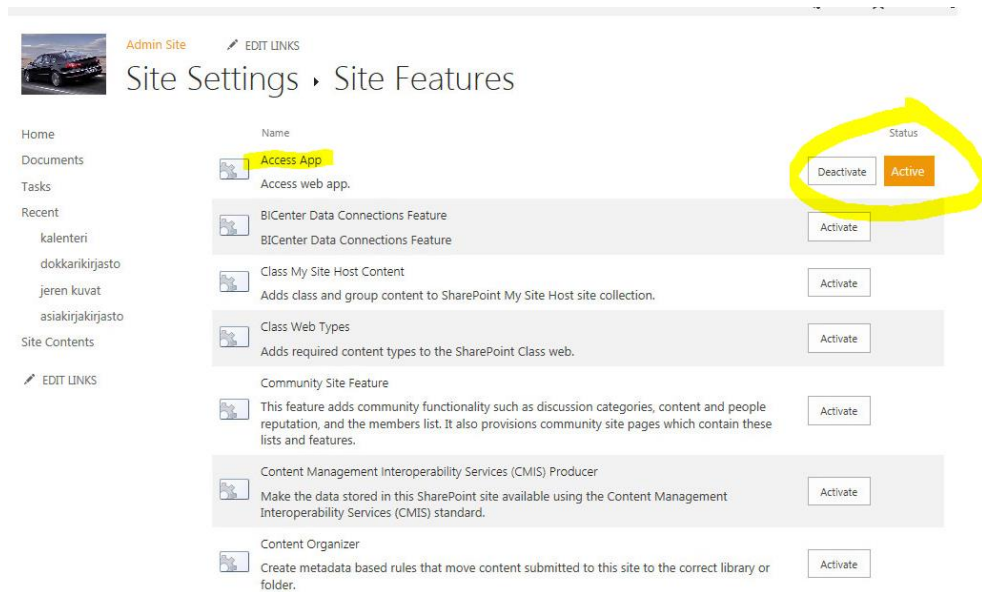 Admin Site
EDIT LINKS
Site Settings › Site Features
Home
Documents
Tasks
Recent
kalenteri
dokkarikirjasto
jeren kuvat
asiakirjakirjasto
Site Contents
EDIT LINKS
Name
Status
Access App
Access web app.
Deactivate
Active
BICenter Data Connections Feature
BICenter Data Connections Feature
Activate
Class My Site Host Content
Adds class and group content to SharePoint My Site Host site collection.
Activate
Class Web Types
Adds required content types to the SharePoint Class web.
Activate
Community Site Feature
This feature adds community functionality such as discussion categories, content and people
reputation, and the members list. It also provisions community site pages which contain these
lists and features.
Activate
Content Management Interoperability Services (CMIS) Producer
Make the data stored in this SharePoint site available using the Content Management
Interoperability Services (CMIS) standard.
Activate
Content Organizer
Create metadata based rules that move content submitted to this site to the correct library or
folder.
Activate